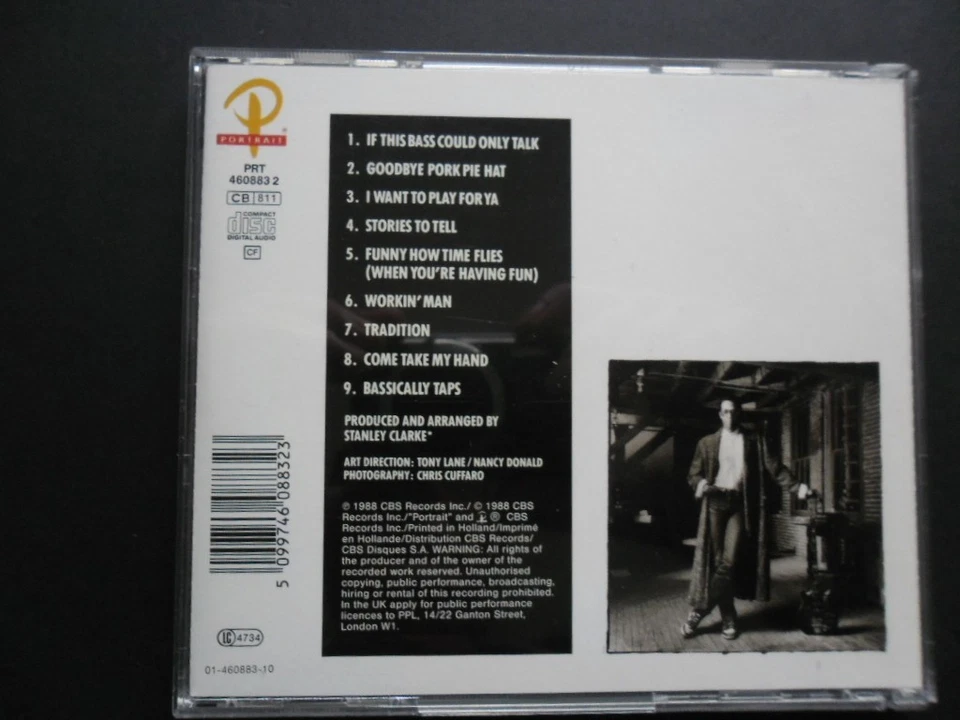 PORTRAIT
PRT
460883 2
CB 811
COMPACT
disc
DIGITAL AUDIO
CF
1. IF THIS BASS COULD ONLY TALK
2. GOODBYE PORK PIE HAT
3. I WANT TO PLAY FOR YA
4. STORIES TO TELL
5. FUNNY HOW TIME FLIES
(WHEN YOU'RE HAVING FUN)
6. WORKIN' MAN
7. TRADITION
8. COME TAKE MY HAND
9. BASSICALLY TAPS
PRODUCED AND ARRANGED BY
STANLEY CLARKE*
ART DIRECTION: TONY LANE / NANCY DONALD
PHOTOGRAPHY: CHRIS CUFFARO
℗ 1988 CBS Records Inc./ © 1988 CBS
Records Inc./"Portrait" and ® CBS
Records Inc./Printed in Holland/Imprimé
en Hollande/Distribution CBS Records/
CBS Disques S.A. WARNING: All rights of
the producer and of the owner of the
recorded work reserved. Unauthorised
copying, public performance, broadcasting,
hiring or rental of this recording prohibited.
In the UK apply for public performance
licences to PPL, 14/22 Ganton Street,
London W1.
5 099746 088323
LC 4734
01-460883-10